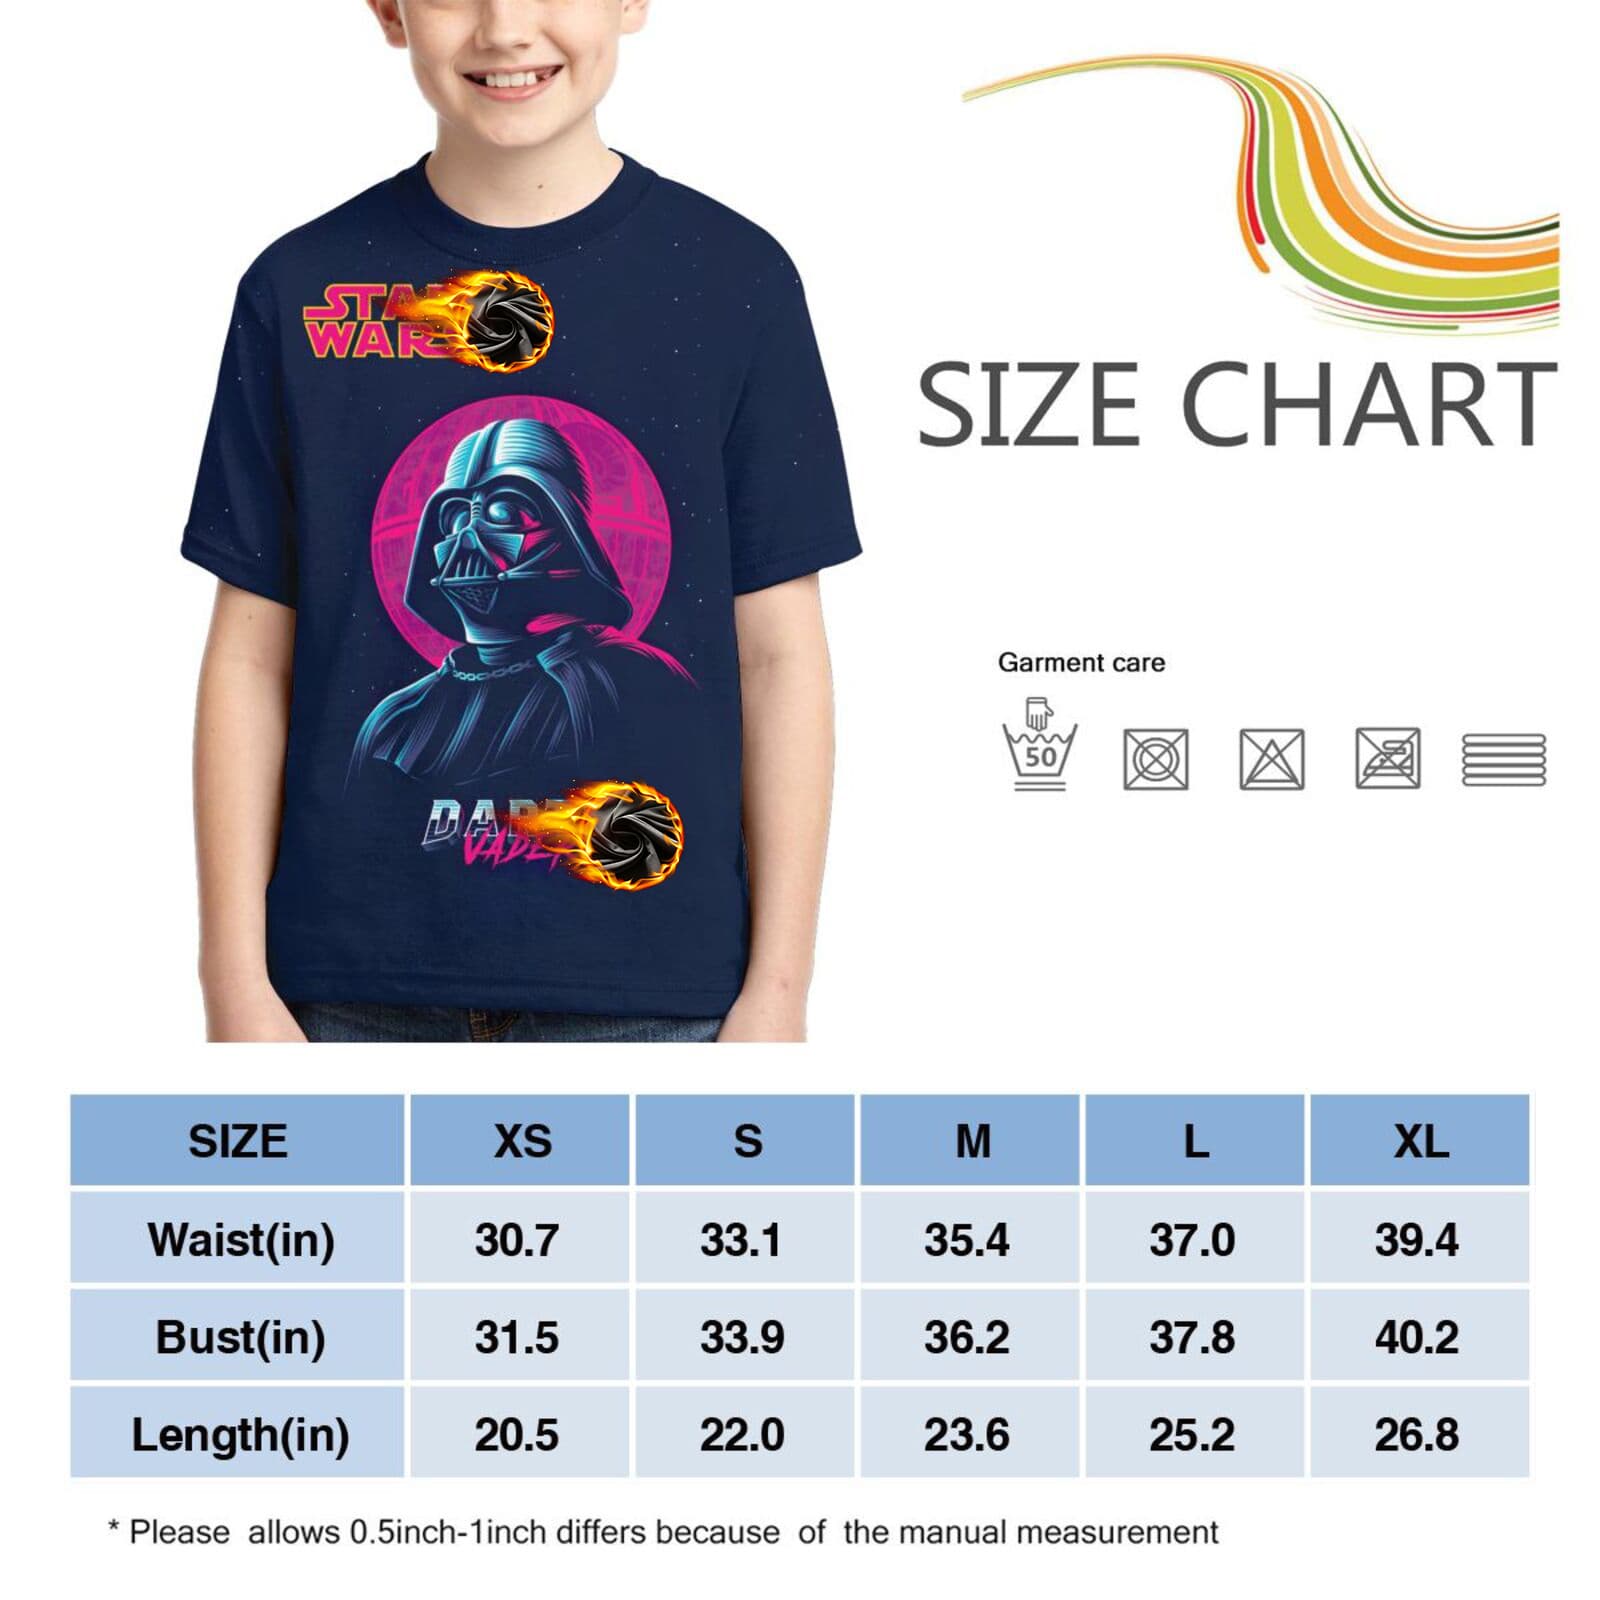 STA
WAR
DAR
VADE
SIZE CHART
Garment care
50
SIZE XS S M L XL
Waist(in) 30.7 33.1 35.4 37.0 39.4
Bust(in) 31.5 33.9 36.2 37.8 40.2
Length(in) 20.5 22.0 23.6 25.2 26.8
* Please allows 0.5inch-1inch differs because of the manual measurement